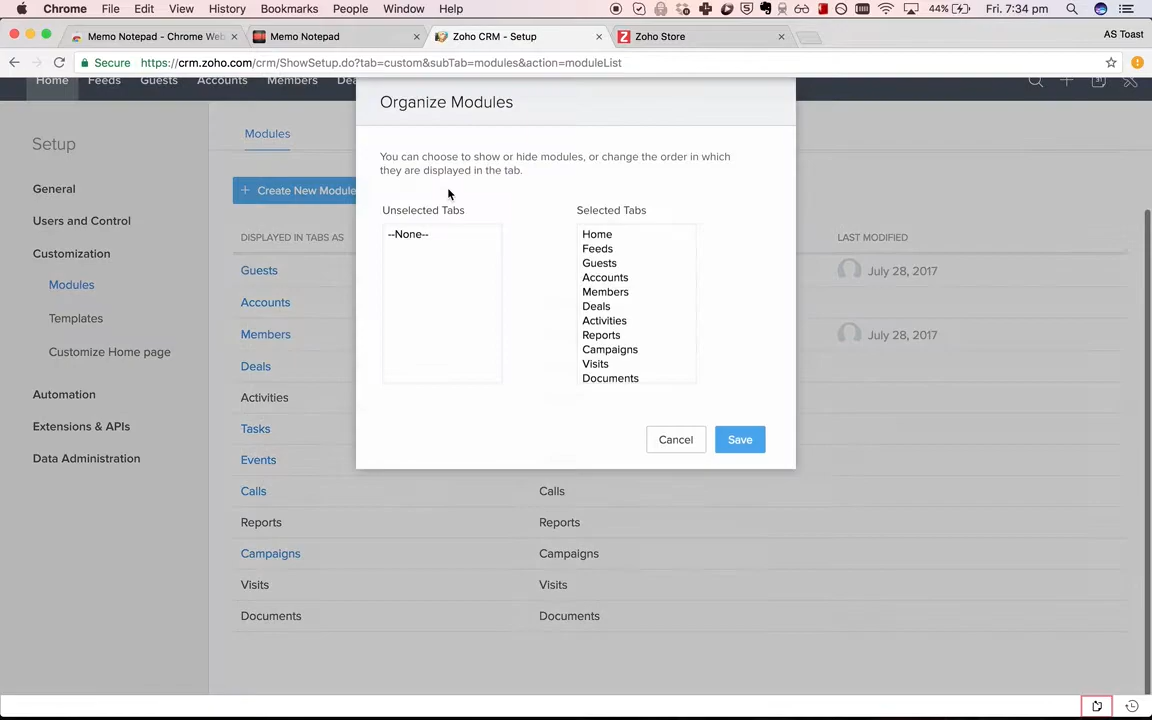 Chrome File Edit View History Bookmarks People Window Help 44% Fri. 7:34 pm
Memo Notepad - Chrome Web Memo Notepad Zoho CRM - Setup Zoho Store AS Toast
Secure https://crm.zoho.com/crm/ShowSetup.do?tab=custom&subTab=modules&action=moduleList
Home Feeds Guests Accounts Members Dea
Organize Modules
You can choose to show or hide modules, or change the order in which
they are displayed in the tab.
Unselected Tabs
--None--
Selected Tabs
Home
Feeds
Guests
Accounts
Members
Deals
Activities
Reports
Campaigns
Visits
Documents
Cancel Save
Setup
General
Users and Control
Customization
Modules
Templates
Customize Home page
Automation
Extensions & APIs
Data Administration
Modules
+ Create New Module
DISPLAYED IN TABS AS LAST MODIFIED
Guests July 28, 2017
Accounts
Members July 28, 2017
Deals
Activities
Tasks
Events
Calls Calls
Reports Reports
Campaigns Campaigns
Visits Visits
Documents Documents